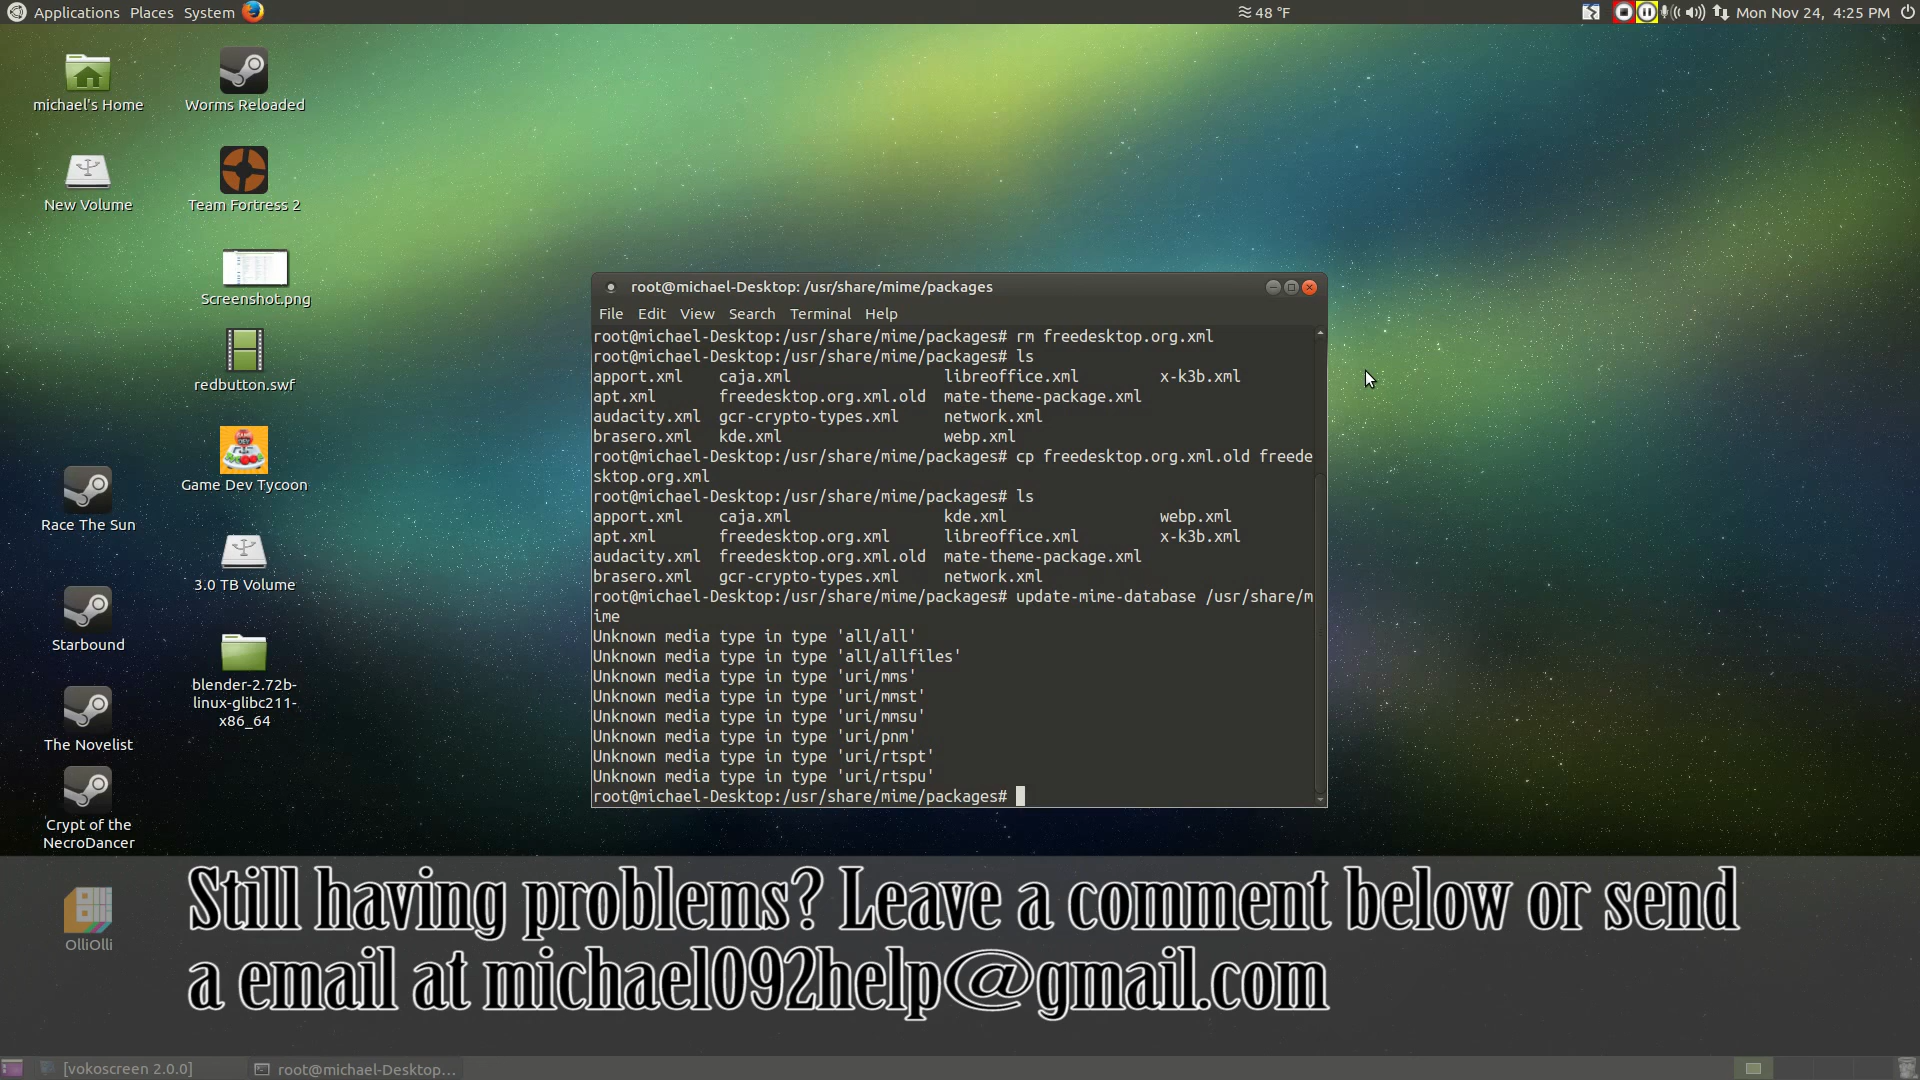 Applications Places System
48 °F
Mon Nov 24, 4:25 PM
michael's Home
Worms Reloaded
New Volume
Team Fortress 2
Screenshot.png
redbutton.swf
Game Dev Tycoon
Race The Sun
3.0 TB Volume
Starbound
blender-2.72b-
linux-glibc211-
x86_64
The Novelist
Crypt of the
NecroDancer
OlliOlli
root@michael-Desktop: /usr/share/mime/packages
File Edit View Search Terminal Help
root@michael-Desktop:/usr/share/mime/packages# rm freedesktop.org.xml
root@michael-Desktop:/usr/share/mime/packages# ls
apport.xml caja.xml libreoffice.xml x-k3b.xml
apt.xml freedesktop.org.xml.old mate-theme-package.xml
audacity.xml gcr-crypto-types.xml network.xml
brasero.xml kde.xml webp.xml
root@michael-Desktop:/usr/share/mime/packages# cp freedesktop.org.xml.old freede
sktop.org.xml
root@michael-Desktop:/usr/share/mime/packages# ls
apport.xml caja.xml kde.xml webp.xml
apt.xml freedesktop.org.xml libreoffice.xml x-k3b.xml
audacity.xml freedesktop.org.xml.old mate-theme-package.xml
brasero.xml gcr-crypto-types.xml network.xml
root@michael-Desktop:/usr/share/mime/packages# update-mime-database /usr/share/m
ime
Unknown media type in type 'all/all'
Unknown media type in type 'all/allfiles'
Unknown media type in type 'uri/mms'
Unknown media type in type 'uri/mmst'
Unknown media type in type 'uri/mmsu'
Unknown media type in type 'uri/pnm'
Unknown media type in type 'uri/rtspt'
Unknown media type in type 'uri/rtspu'
root@michael-Desktop:/usr/share/mime/packages#
Still having problems? Leave a comment below or send
a email at michael092help@gmail.com
[vokoscreen 2.0.0]
root@michael-Desktop...